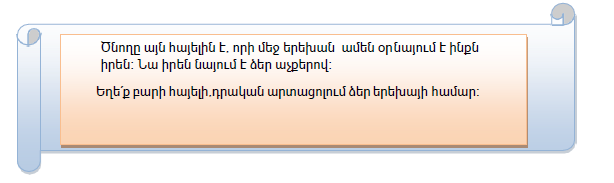 Ծնողը այն հայելին է, որի մեջ երեխան ամեն օրնայում է ինքն
իրեն: Նա իրեն նայում է ձեր աչքերով:
Եղե՛ք բարի հայելի,դրական արտացոլում ձեր երեխայի համար: